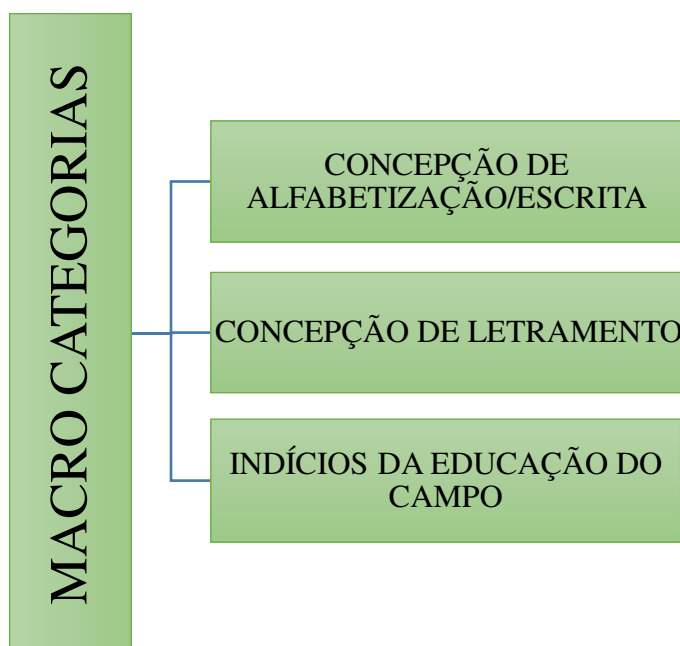 MACRO CATEGORIAS
CONCEPÇÃO DE
ALFABETIZAÇÃO/ESCRITA
CONCEPÇÃO DE LETRAMENTO
INDÍCIOS DA EDUCAÇÃO DO
CAMPO